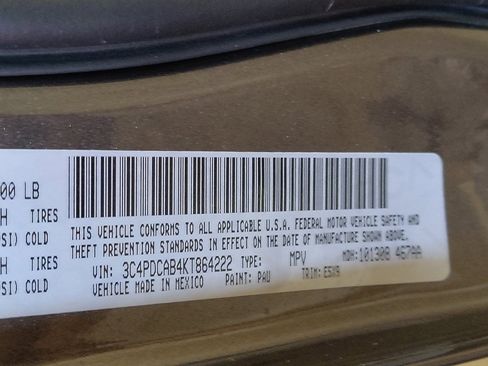 00 LB
H TIRES
SI) COLD
H TIRES
SI) COLD
THIS VEHICLE CONFORMS TO ALL APPLICABLE U.S.A. FEDERAL MOTOR VEHICLE SAFETY AND
THEFT PREVENTION STANDARDS IN EFFECT ON THE DATE OF MANUFACTURE SHOWN ABOVE.
VIN: 3C4PDCAB4KT864222 TYPE: MPV MDH: 101308 467AA
VEHICLE MADE IN MEXICO PAINT: PAU TRIM: E5X9